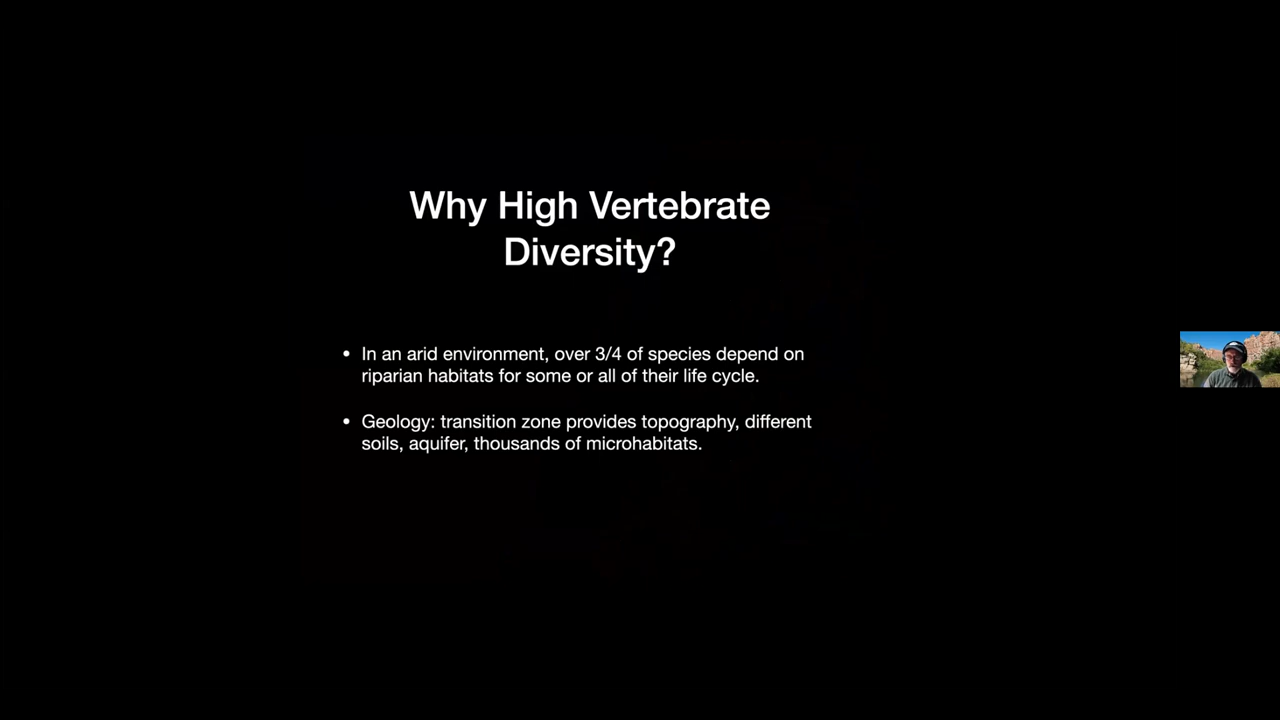 Why High Vertebrate
Diversity?
• In an arid environment, over 3/4 of species depend on
riparian habitats for some or all of their life cycle.
• Geology: transition zone provides topography, different
soils, aquifer, thousands of microhabitats.